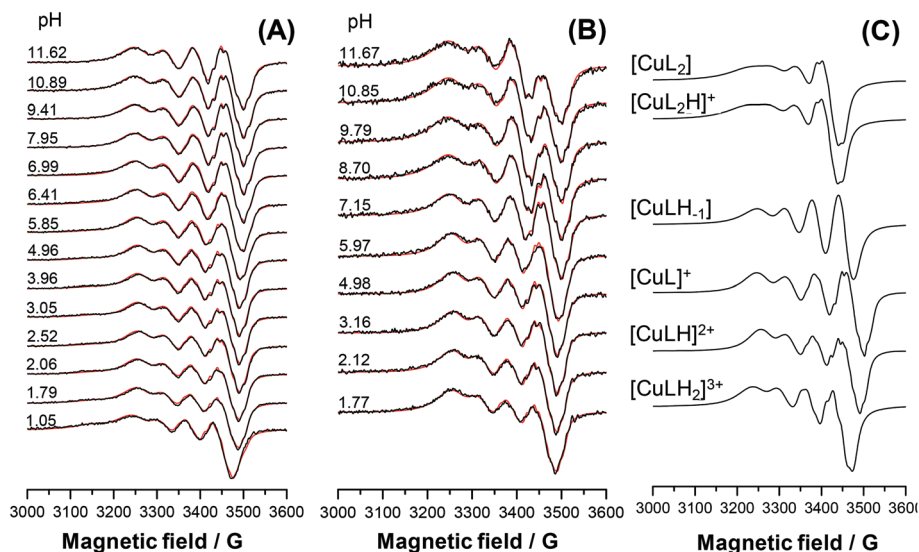 pH
(A)
11.62
10.89
9.41
7.95
6.99
6.41
5.85
4.96
3.96
3.05
2.52
2.06
1.79
1.05
3000 3100 3200 3300 3400 3500 3600
Magnetic field / G
pH
(B)
11.67
10.85
9.79
8.70
7.15
5.97
4.98
3.16
2.12
1.77
3000 3100 3200 3300 3400 3500 3600
Magnetic field / G
(C)
[CuL2]
[CuL2H]+
[CuLH-1]
[CuL]+
[CuLH]2+
[CuLH2]3+
3000 3100 3200 3300 3400 3500 3600
Magnetic field / G